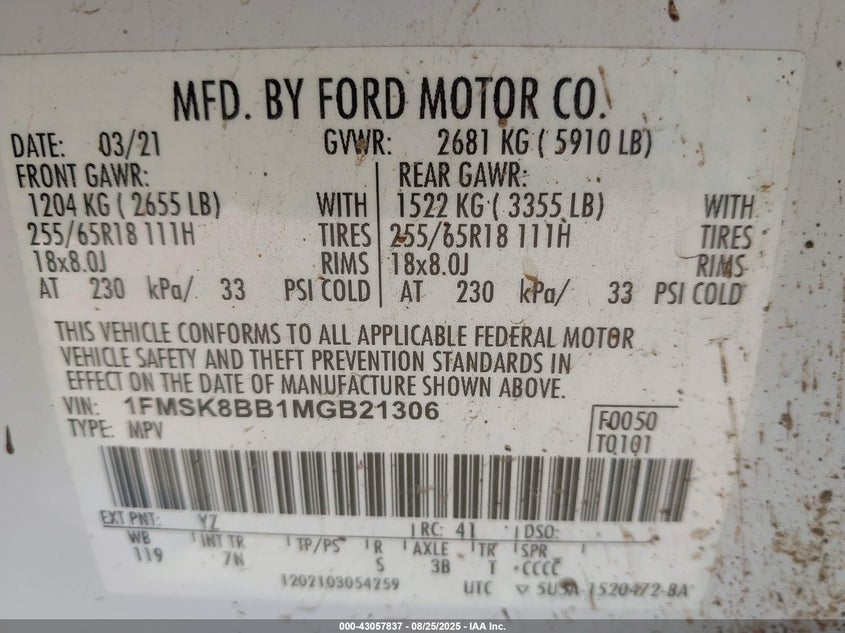 MFD. BY FORD MOTOR CO.
DATE: 03/21 GVWR: 2681 KG ( 5910 LB)
FRONT GAWR: REAR GAWR:
1204 KG ( 2655 LB) WITH 1522 KG ( 3355 LB) WITH
255/65R18 111H TIRES 255/65R18 111H TIRES
18x8.0J RIMS 18x8.0J RIMS
AT 230 kPa/ 33 PSI COLD AT 230 kPa/ 33 PSI COLD
THIS VEHICLE CONFORMS TO ALL APPLICABLE FEDERAL MOTOR
VEHICLE SAFETY AND THEFT PREVENTION STANDARDS IN
EFFECT ON THE DATE OF MANUFACTURE SHOWN ABOVE.
VIN: 1FMSK8BB1MGB21306 F0050
TYPE: MPV T0101
EXT PNT: YZ RC: 41 DSO:
WB INT TR TP/PS R AXLE TR SPR
119 7N S 3B T CCCC
1202103054259 UTC ▽ 5U5A-1520472-BA
000-43057837 - 08/25/2025 - IAA Inc.